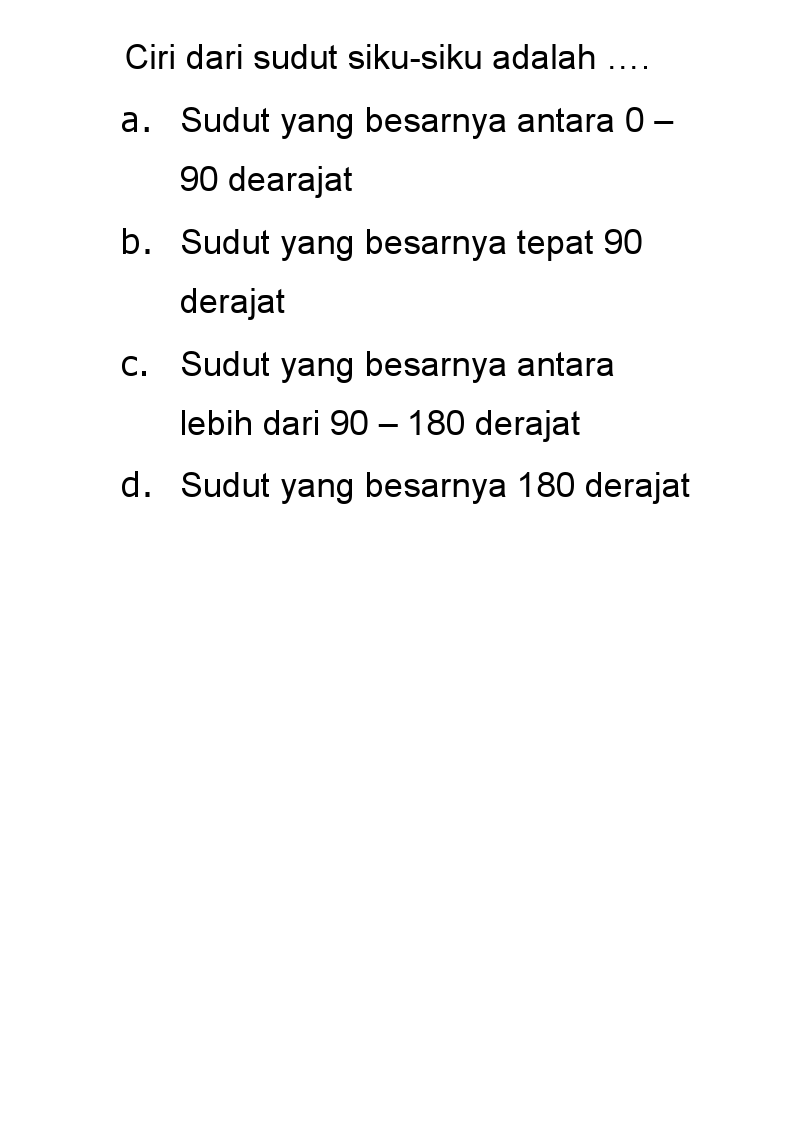 Ciri dari sudut siku-siku adalah ....
a. Sudut yang besarnya antara 0 –
90 dearajat
b. Sudut yang besarnya tepat 90
derajat
c. Sudut yang besarnya antara
lebih dari 90 – 180 derajat
d. Sudut yang besarnya 180 derajat